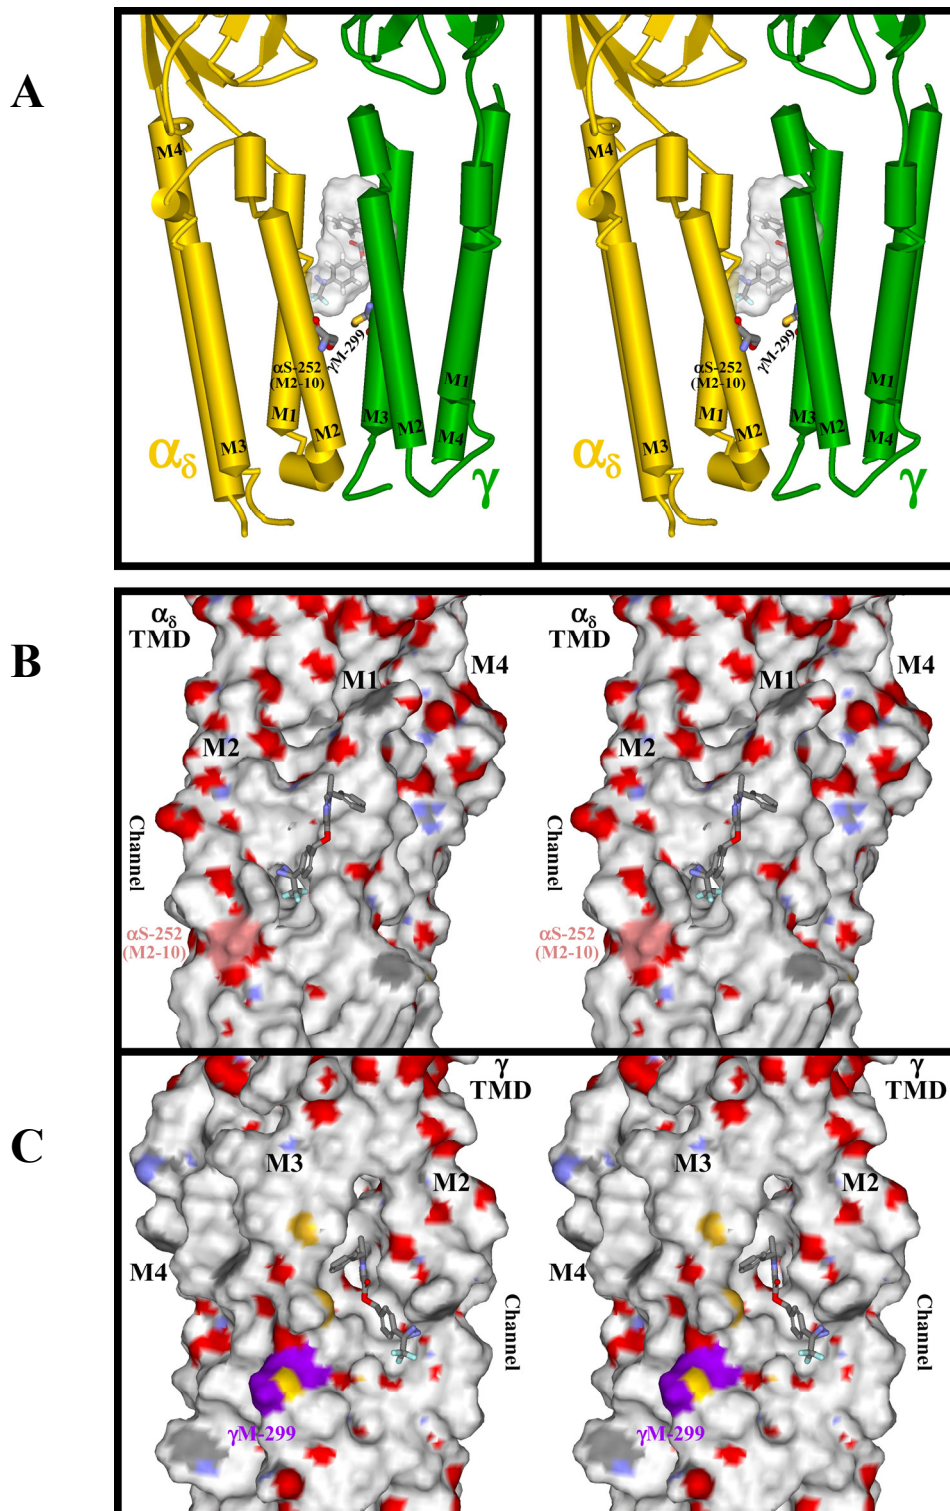 A
M4
αS-252
(M2-10)
γM-299
M3
M1
M2
M3
M2
M1
M4
αδ
γ
M4
αS-252
(M2-10)
γM-299
M3
M1
M2
M3
M2
M1
M4
αδ
γ
B
αδ
TMD
M1
M4
M2
Channel
αS-252
(M2-10)
αδ
TMD
M1
M4
M2
Channel
αS-252
(M2-10)
C
γ
TMD
M3
M2
M4
Channel
γM-299
γ
TMD
M3
M2
M4
Channel
γM-299